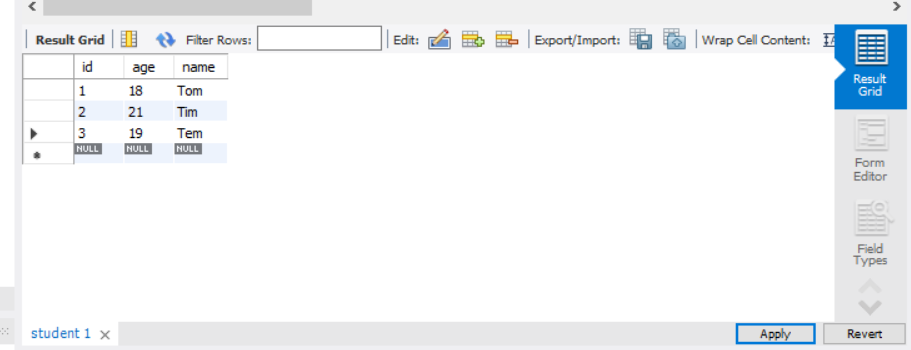 Result Grid Filter Rows: Edit: Export/Import: Wrap Cell Content:
id age name
1 18 Tom
2 21 Tim
3 19 Tem
NULL NULL NULL
Result
Grid
Form
Editor
Field
Types
student 1
Apply Revert